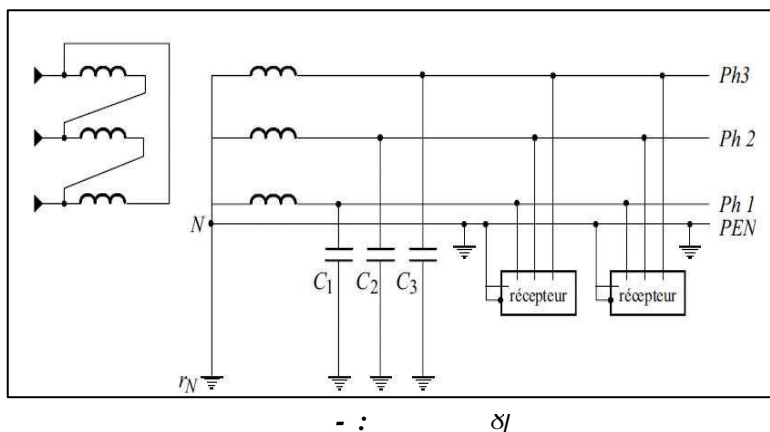 Ph3
Ph 2
Ph 1
N
PEN
C1 C2 C3
récepteur récepteur
rN
- :